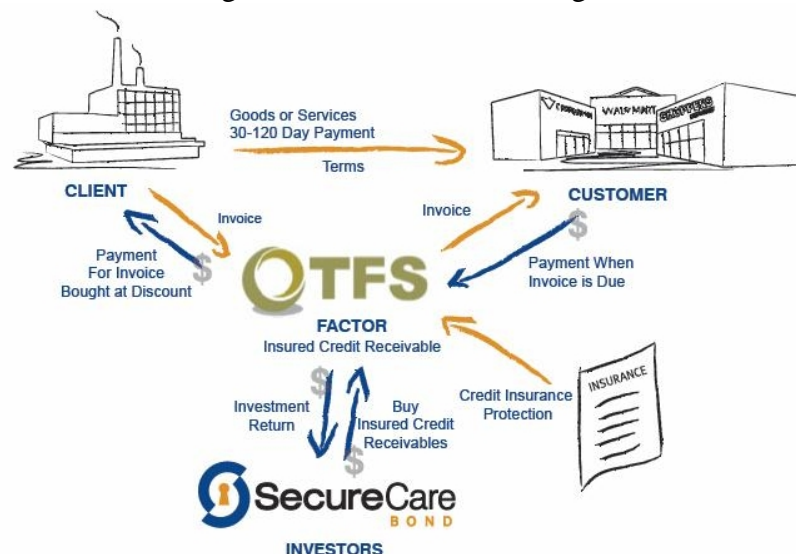 Goods or Services
30-120 Day Payment
Terms
WAL★MART
SHOPPERS
CLIENT
CUSTOMER
Invoice
Invoice
$
$
Payment
For Invoice
Bought at Discount
TFS
Payment When
Invoice is Due
FACTOR
Insured Credit Receivable
INSURANCE
$
Investment
Return
Buy
Insured Credit
Receivables
Credit Insurance
Protection
$
SecureCare
BOND
INVESTORS